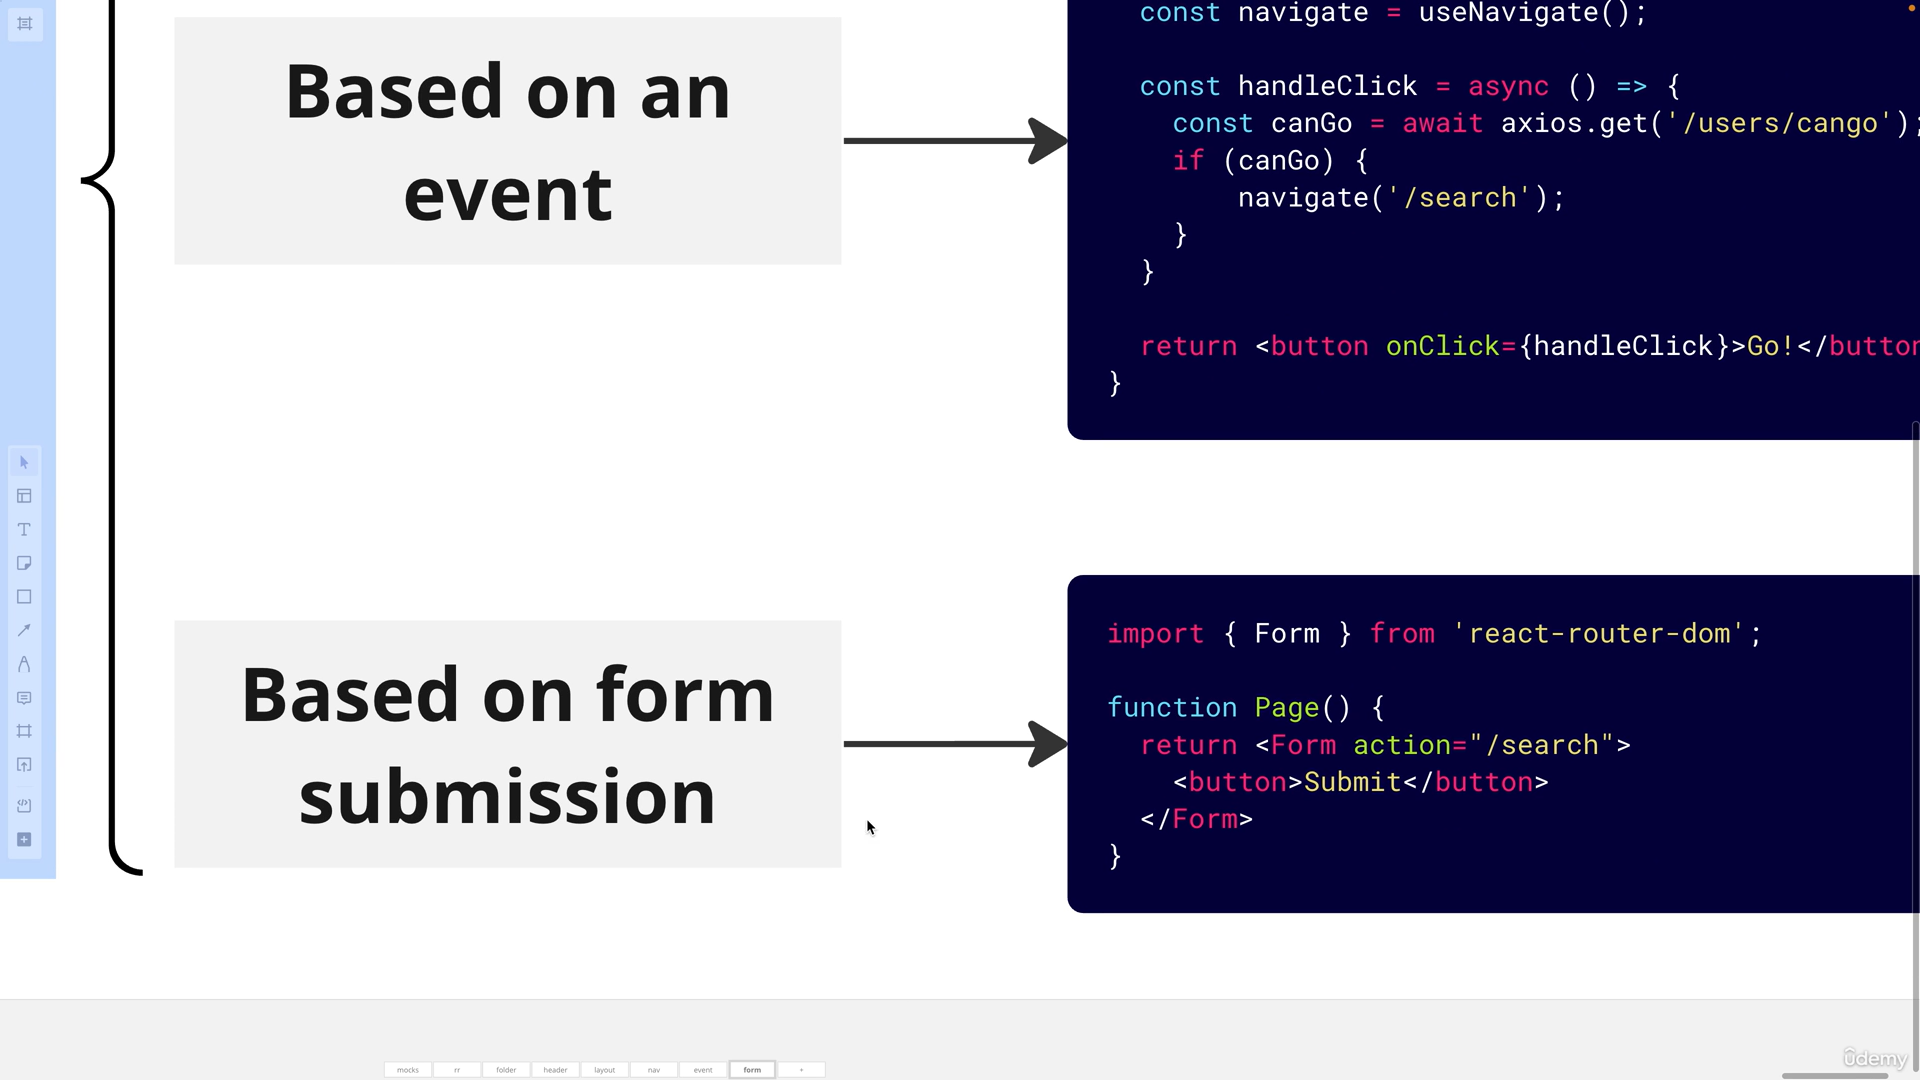 Based on an
event
const navigate = useNavigate();
const handleClick = async () => {
const canGo = await axios.get('/users/cango');
if (canGo) {
navigate('/search');
}
}
return <button onClick={handleClick}>Go!</button
}
Based on form
submission
import { Form } from 'react-router-dom';
function Page() {
return <Form action="/search">
<button>Submit</button>
</Form>
}
mocks rr folder header layout nav event form +
ûdemy